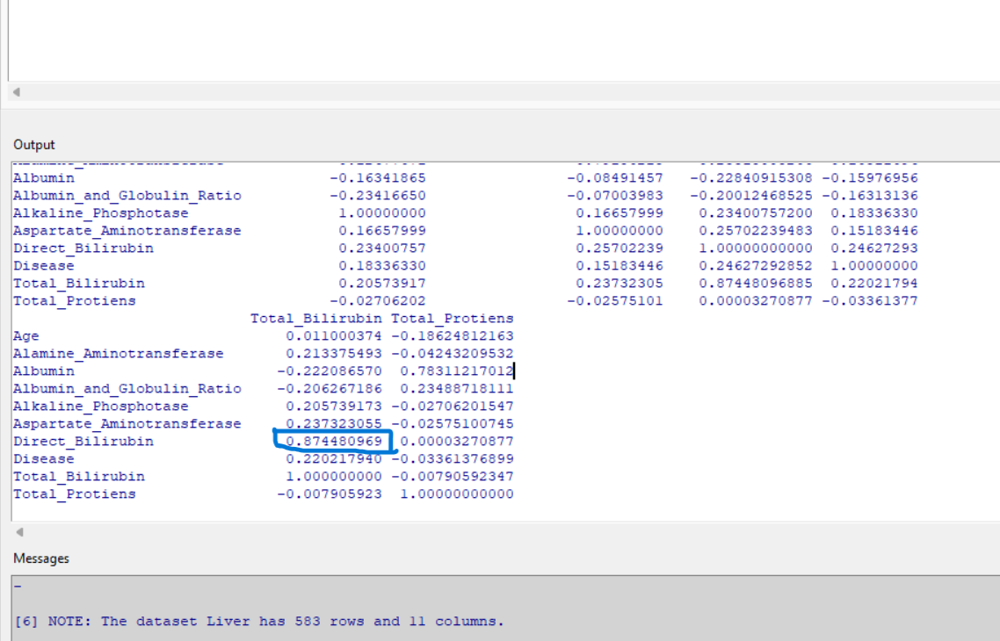 Output
Albumin -0.16341865 -0.08491457 -0.22840915308 -0.15976956
Albumin_and_Globulin_Ratio -0.23416650 -0.07003983 -0.20012468525 -0.16313136
Alkaline_Phosphotase 1.00000000 0.16657999 0.23400757200 0.18336330
Aspartate_Aminotransferase 0.16657999 1.00000000 0.25702239483 0.15183446
Direct_Bilirubin 0.23400757 0.25702239 1.00000000000 0.24627293
Disease 0.18336330 0.15183446 0.24627292852 1.00000000
Total_Bilirubin 0.20573917 0.23732305 0.87448096885 0.22021794
Total_Protiens -0.02706202 -0.02575101 0.00003270877 -0.03361377
Total_Bilirubin Total_Protiens
Age 0.011000374 -0.18624812163
Alamine_Aminotransferase 0.213375493 -0.04243209532
Albumin -0.222086570 0.78311217012
Albumin_and_Globulin_Ratio -0.206267186 0.23488718111
Alkaline_Phosphotase 0.205739173 -0.02706201547
Aspartate_Aminotransferase 0.237323055 -0.02575100745
Direct_Bilirubin 0.874480969 0.00003270877
Disease 0.220217940 -0.03361376899
Total_Bilirubin 1.000000000 -0.00790592347
Total_Protiens -0.007905923 1.00000000000
Messages
-
[6] NOTE: The dataset Liver has 583 rows and 11 columns.